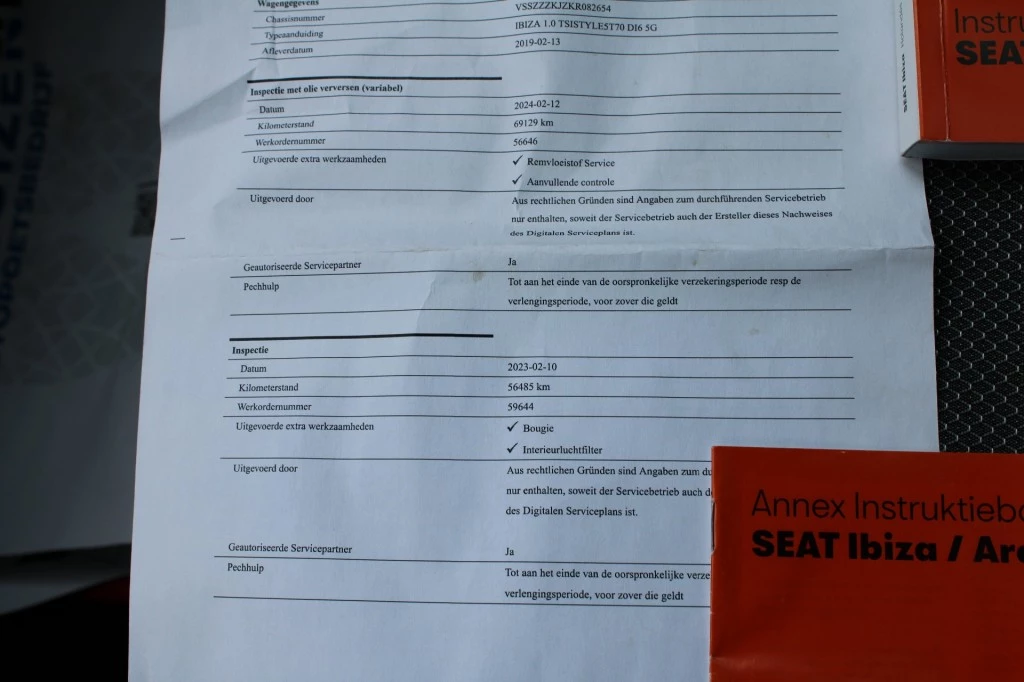 Wagengegevens
Chassisnummer VSSZZZKJZKR082654
Typeaanduiding IBIZA 1.0 TSISTYLE5T70 DI6 5G
Afleverdatum 2019-02-13
Inspectie met olie verversen (variabel)
Datum 2024-02-12
Kilometerstand 69129 km
Werkordernummer 56646
Uitgevoerde extra werkzaamheden ✓ Remvloeistof Service
✓ Aanvullende controle
Uitgevoerd door Aus rechtlichen Gründen sind Angaben zum durchführenden Servicebetrieb
nur enthalten, soweit der Servicebetrieb auch der Ersteller dieses Nachweises
des Digitalen Serviceplans ist.
Geautoriseerde Servicepartner Ja
Pechhulp Tot aan het einde van de oorspronkelijke verzekeringsperiode resp de
verlengingsperiode, voor zover die geldt
Inspectie
Datum 2023-02-10
Kilometerstand 56485 km
Werkordernummer 59644
Uitgevoerde extra werkzaamheden ✓ Bougie
✓ Interieurluchtfilter
Uitgevoerd door Aus rechtlichen Gründen sind Angaben zum du
nur enthalten, soweit der Servicebetrieb auch d
des Digitalen Serviceplans ist.
Geautoriseerde Servicepartner Ja
Pechhulp Tot aan het einde van de oorspronkelijke verze
verlengingsperiode, voor zover die geldt
Instru
SEA
SEAT Ibiza
Annex Instruktiebo
SEAT Ibiza / Aro